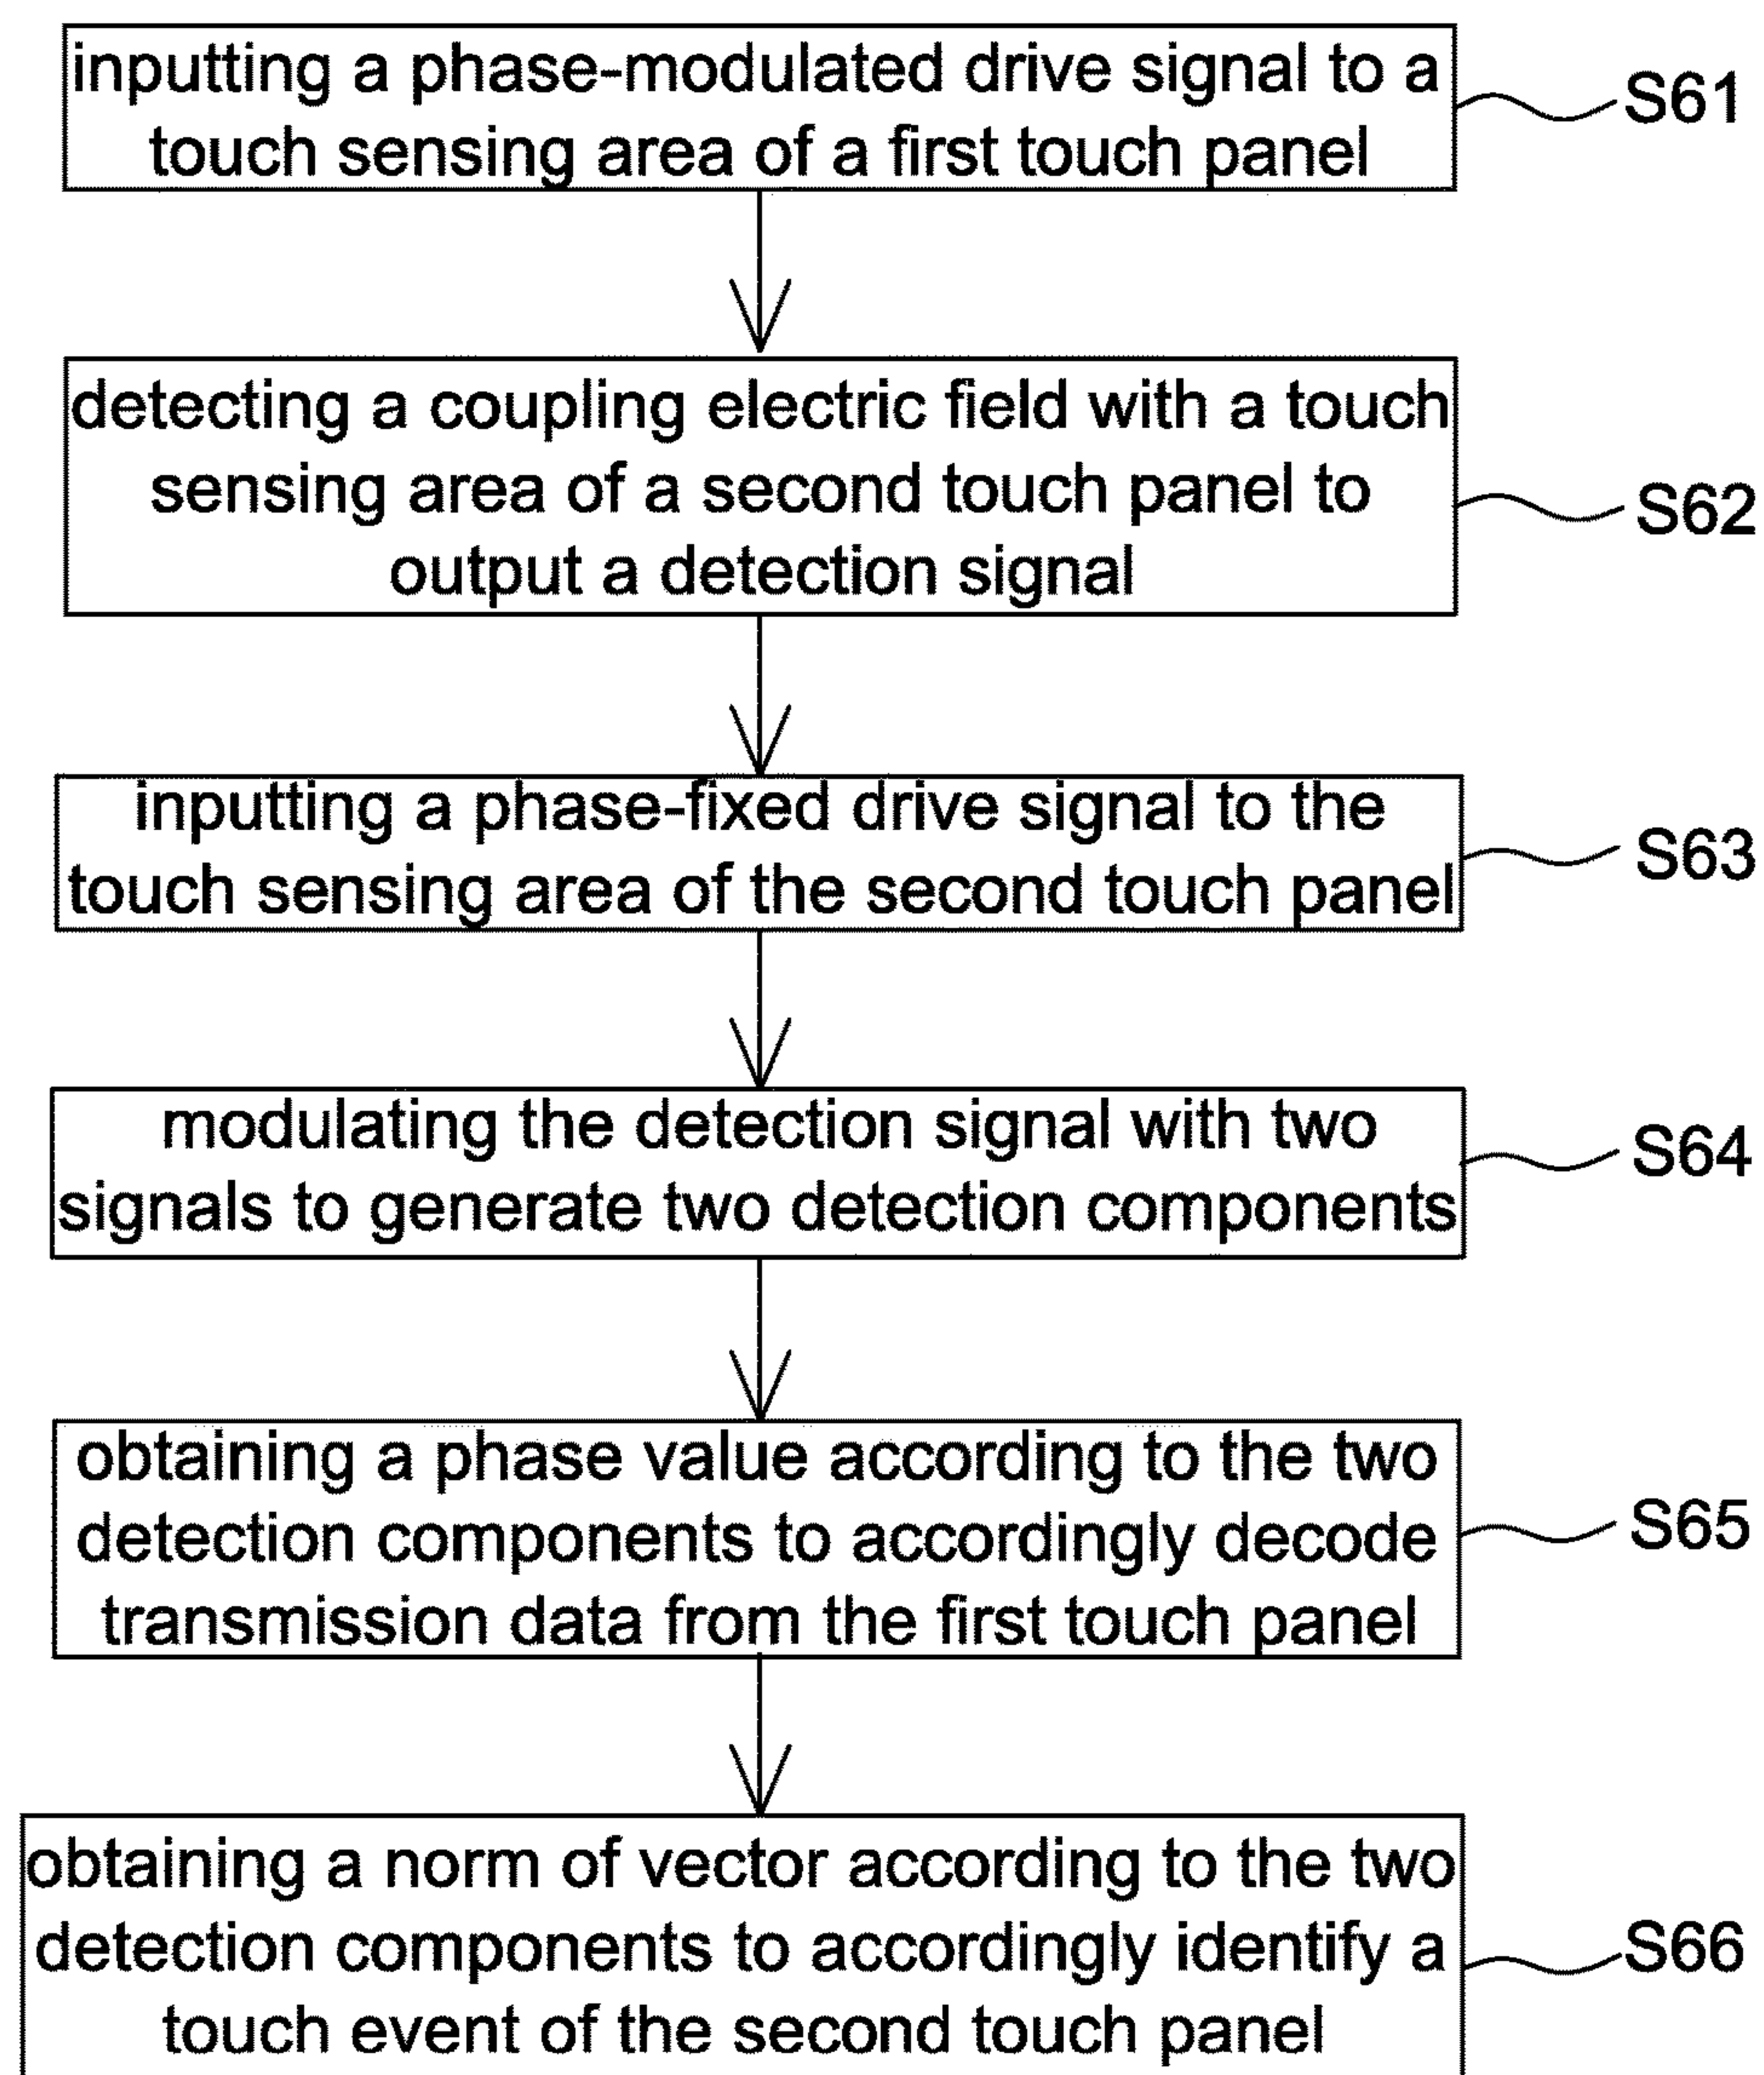 inputting a phase-modulated drive signal to a
touch sensing area of a first touch panel
S61
detecting a coupling electric field with a touch
sensing area of a second touch panel to
output a detection signal
S62
inputting a phase-fixed drive signal to the
touch sensing area of the second touch panel
S63
modulating the detection signal with two
signals to generate two detection components
S64
obtaining a phase value according to the two
detection components to accordingly decode
transmission data from the first touch panel
S65
obtaining a norm of vector according to the two
detection components to accordingly identify a
touch event of the second touch panel
S66